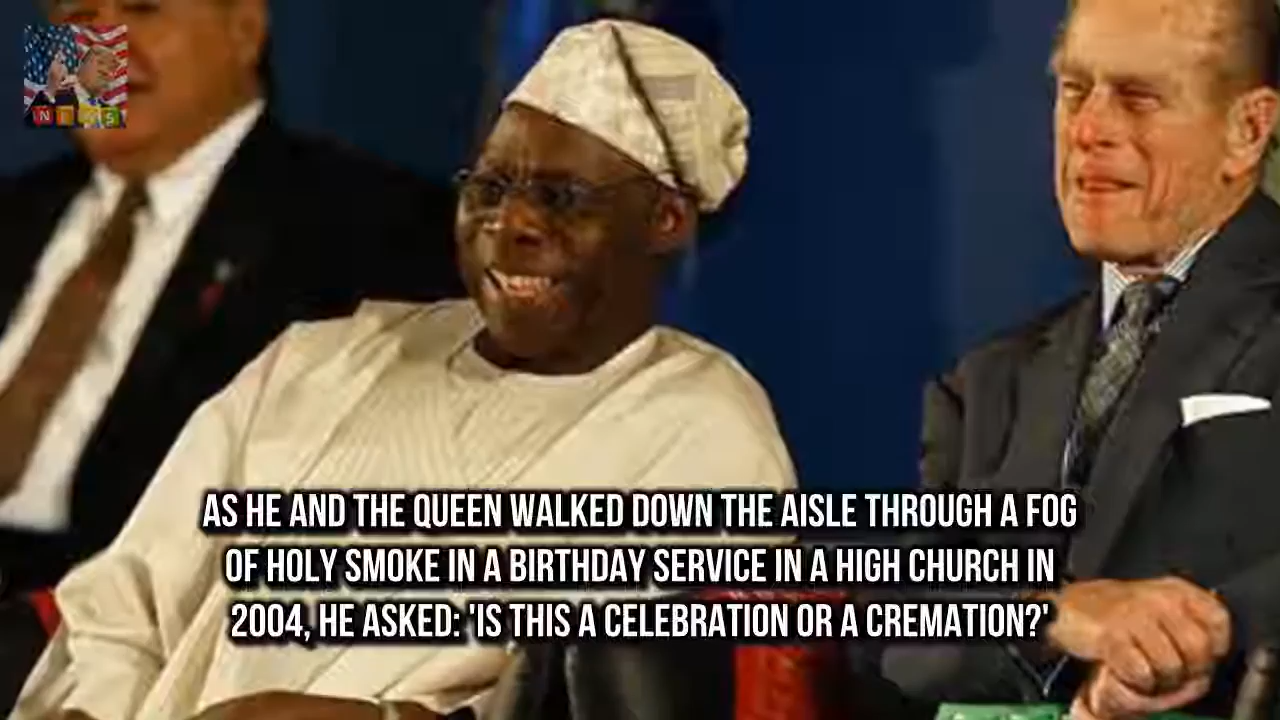 NEWS
AS HE AND THE QUEEN WALKED DOWN THE AISLE THROUGH A FOG
OF HOLY SMOKE IN A BIRTHDAY SERVICE IN A HIGH CHURCH IN
2004, HE ASKED: 'IS THIS A CELEBRATION OR A CREMATION?'